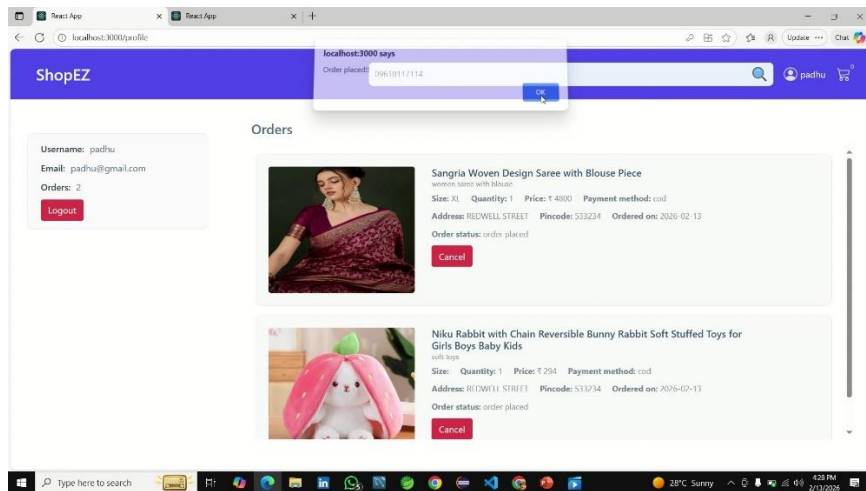 React App
React App
localhost:3000/profile
Update
Chat
localhost:3000 says
Order placed!!
09610117114
OK
ShopEZ
padhu
0
Username: padhu
Email: padhu@gmail.com
Orders: 2
Logout
Orders
Sangria Woven Design Saree with Blouse Piece
women saree with blouse
Size: XL Quantity: 1 Price: ₹ 4800 Payment method: cod
Address: REDWELL STREET Pincode: 533234 Ordered on: 2026-02-13
Order status: order placed
Cancel
Niku Rabbit with Chain Reversible Bunny Rabbit Soft Stuffed Toys for
Girls Boys Baby Kids
soft toys
Size: Quantity: 1 Price: ₹ 294 Payment method: cod
Address: REDWELL STREET Pincode: 533234 Ordered on: 2026-02-13
Order status: order placed
Cancel
Type here to search
28°C Sunny
4:28 PM
2/13/2026